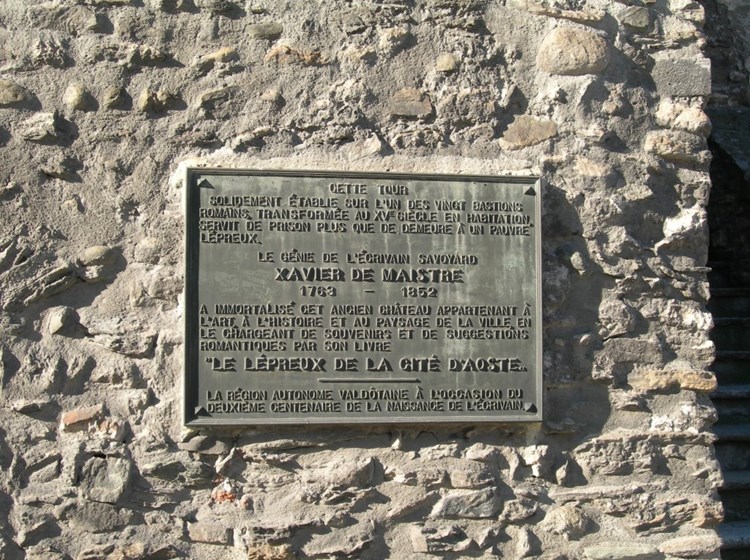 CETTE TOUR
SOLIDEMENT ÉTABLIE SUR L'UN DES VINGT BASTIONS
ROMAINS, TRANSFORMÉE AU XVe SIÈCLE EN HABITATION,
SERVIT DE PRISON PLUS QUE DE DEMEURE À UN PAUVRE
LÉPREUX.
LE GÉNIE DE L'ÉCRIVAIN SAVOYARD
XAVIER DE MAISTRE
1763 - 1852
A IMMORTALISÉ CET ANCIEN CHÂTEAU APPARTENANT À
L'ART, À L'HISTOIRE ET AU PAYSAGE DE LA VILLE, EN
LE CHARGEANT DE SOUVENIRS ET DE SUGGESTIONS
ROMANTIQUES PAR SON LIVRE
"LE LÉPREUX DE LA CITÉ D'AOSTE„
LA RÉGION AUTONOME VALDÔTAINE À L'OCCASION DU
DEUXIÈME CENTENAIRE DE LA NAISSANCE DE L'ÉCRIVAIN.